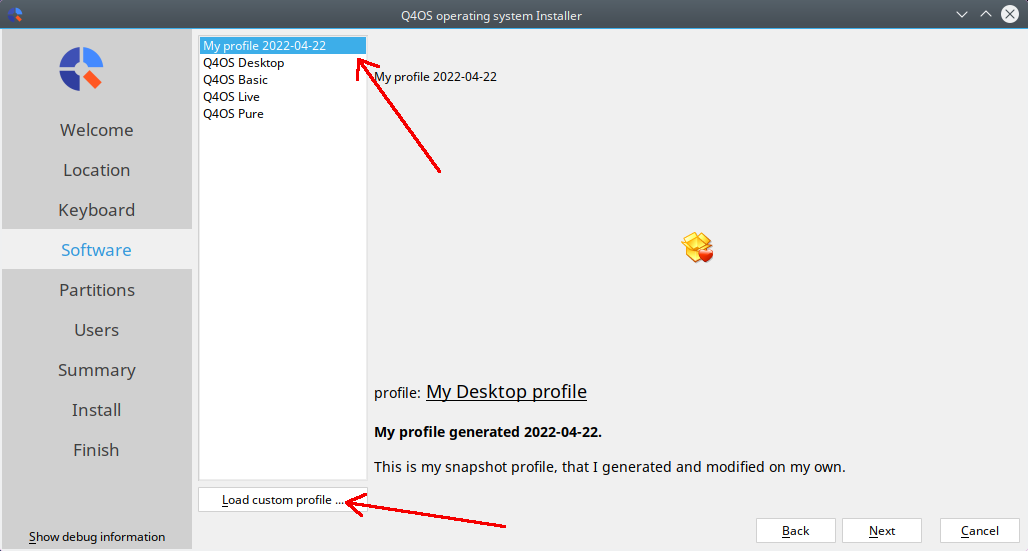 Q4OS operating system Installer
Welcome
Location
Keyboard
Software
Partitions
Users
Summary
Install
Finish
Show debug information
My profile 2022-04-22
Q4OS Desktop
Q4OS Basic
Q4OS Live
Q4OS Pure
Load custom profile ...
My profile 2022-04-22
profile: My Desktop profile
My profile generated 2022-04-22.
This is my snapshot profile, that I generated and modified on my own.
Back
Next
Cancel